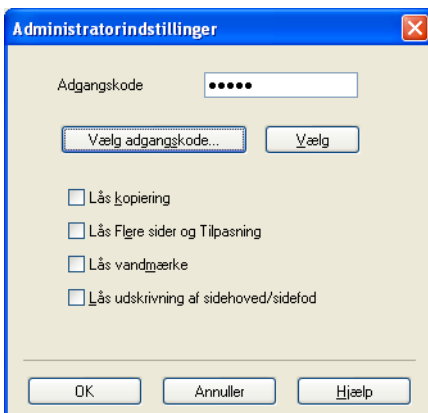 Administratorindstillinger
Adgangskode •••••
Vælg adgangskode... Vælg
Lås kopiering
Lås Flere sider og Tilpasning
Lås vandmærke
Lås udskrivning af sidehoved/sidefod
OK Annuller Hjælp